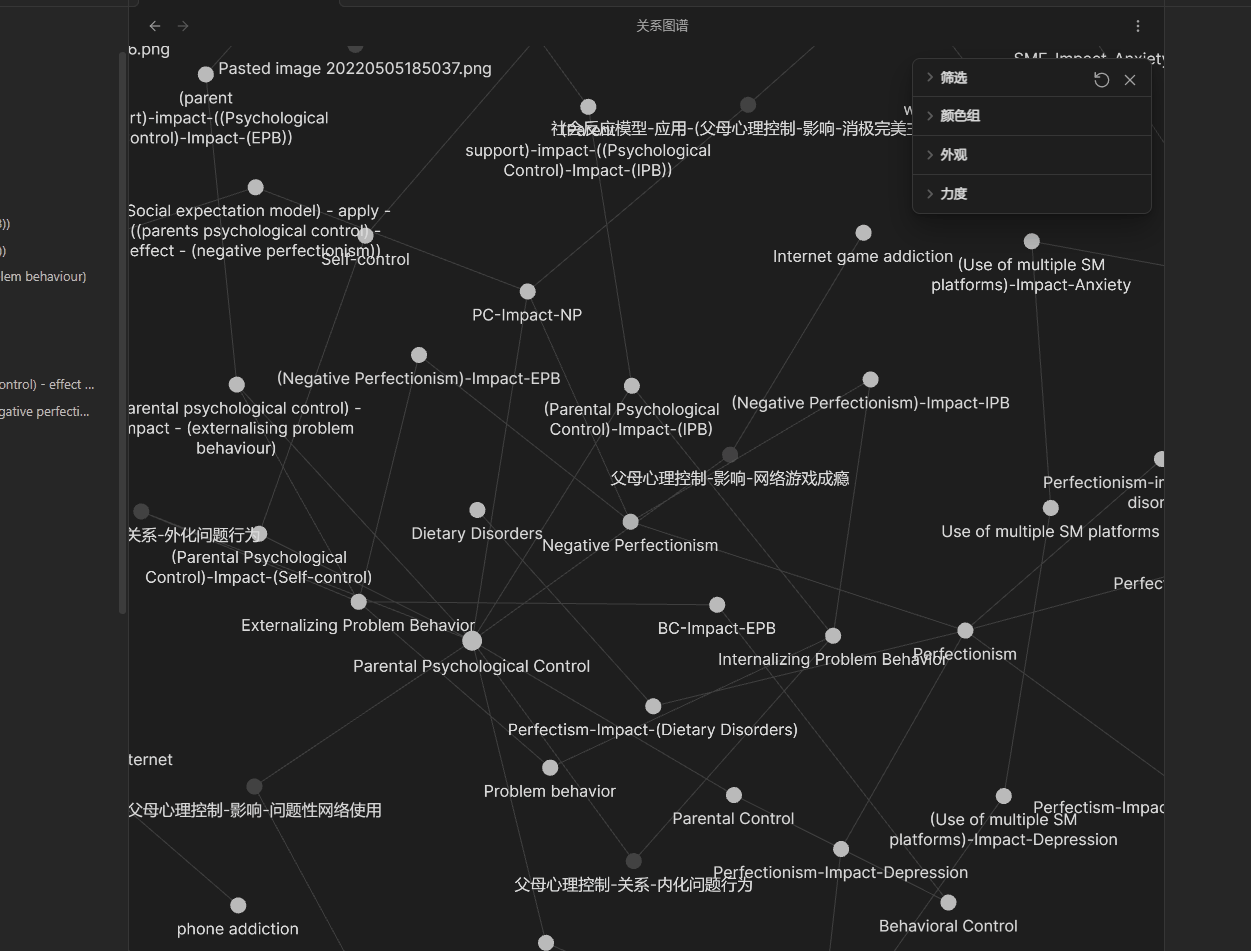 关系图谱
6.png
Pasted image 20220505185037.png
(parent
rt)-impact-((Psychological
ontrol)-Impact-(EPB))
SMF-Impact-Anxiety
筛选
颜色组
外观
力度
社会反应模型-应用-(父母心理控制-影响-消极完美主
(Parent
support)-impact-((Psychological
Control)-Impact-(IPB))
Social expectation model) - apply -
((parents psychological control) -
effect - (negative perfectionism))
Self-control
))
lem behaviour)
Internet game addiction
(Use of multiple SM
platforms)-Impact-Anxiety
PC-Impact-NP
(Negative Perfectionism)-Impact-EPB
ontrol) - effect ...
gative perfecti...
arental psychological control) -
mpact - (externalising problem
behaviour)
(Parental Psychological
Control)-Impact-(IPB)
(Negative Perfectionism)-Impact-IPB
父母心理控制-影响-网络游戏成瘾
Perfectionism-in
disor
关系-外化问题行为
(Parental Psychological
Control)-Impact-(Self-control)
Dietary Disorders
Negative Perfectionism
Use of multiple SM platforms
Perfec
Externalizing Problem Behavior
Parental Psychological Control
BC-Impact-EPB
Internalizing Problem Behavior
Perfectionism
Perfectism-Impact-(Dietary Disorders)
ternet
父母心理控制-影响-问题性网络使用
Problem behavior
Parental Control
Perfectism-Impac
(Use of multiple SM
platforms)-Impact-Depression
父母心理控制-关系-内化问题行为
Perfectionism-Impact-Depression
phone addiction
Behavioral Control